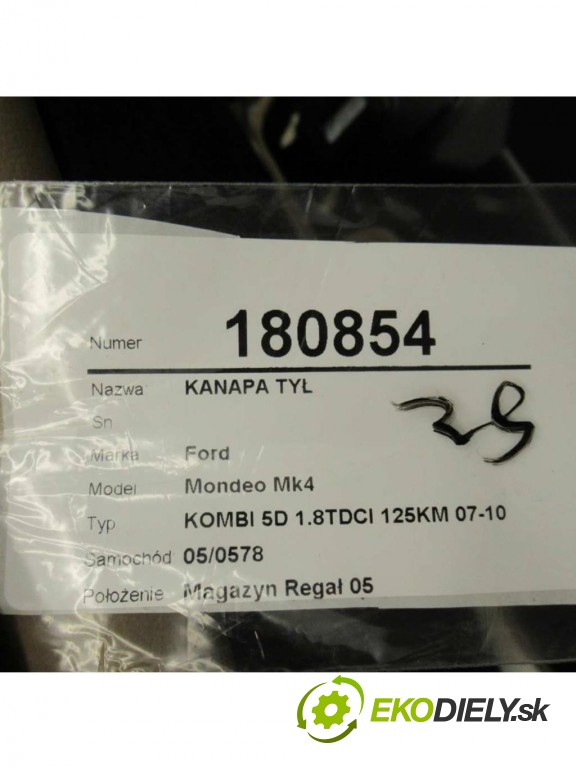 Numer 180854
Nazwa KANAPA TYŁ
Sn
Marka Ford
Model Mondeo Mk4
Typ KOMBI 5D 1.8TDCI 125KM 07-10
Samochód 05/0578
Położenie Magazyn Regał 05
EKODIELY.sk